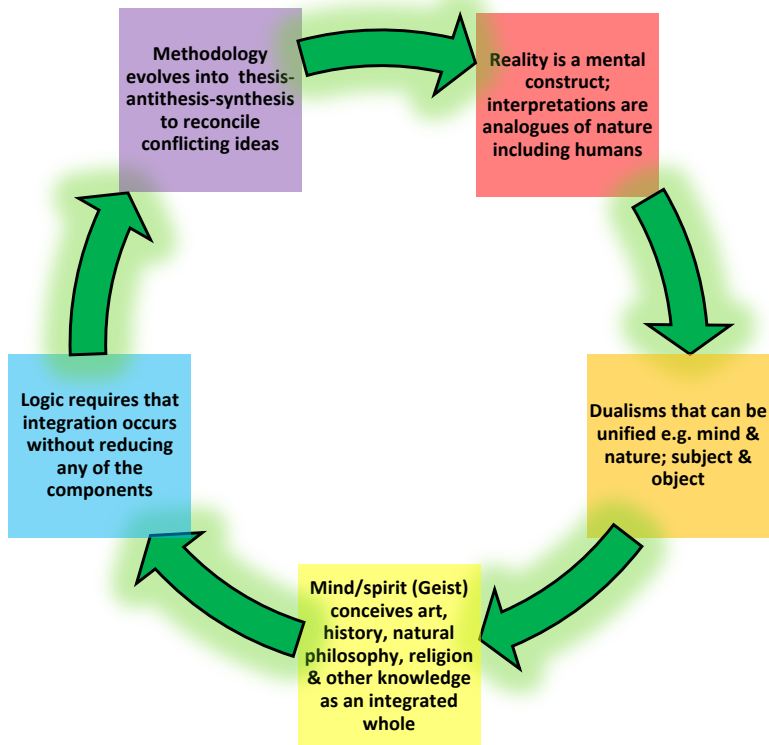 Methodology
evolves into thesis-
antithesis-synthesis
to reconcile
conflicting ideas
Reality is a mental
construct;
interpretations are
analogues of nature
including humans
Dualisms that can be
unified e.g. mind &
nature; subject &
object
Mind/spirit (Geist)
conceives art,
history, natural
philosophy, religion
& other knowledge
as an integrated
whole
Logic requires that
integration occurs
without reducing
any of the
components